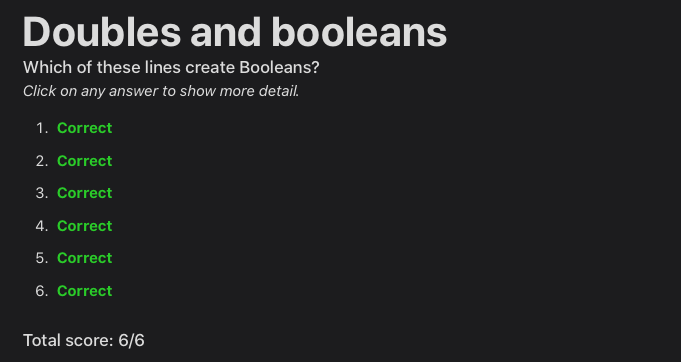 Doubles and booleans
Which of these lines create Booleans?
Click on any answer to show more detail.
1. Correct
2. Correct
3. Correct
4. Correct
5. Correct
6. Correct
Total score: 6/6